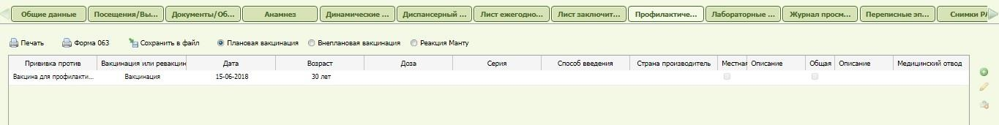 Общие данные Посещения/Вы... Документы/Об... Анамнез Динамические ... Диспансерный ... Лист ежегодно... Лист заключит... Профилактиче... Лабораторные ... Журнал просм... Переписные эп... Снимки РА
Печать Форма 063 Сохранить в файл Плановая вакцинация Внеплановая вакцинация Реакция Манту
Прививка против Вакцинация или ревакцин Дата Возраст Доза Серия Способ введения Страна производитель Местная Описание Общая Описание Медицинский отвод
Вакцина для профилакти... Вакцинация 15-06-2018 30 лет